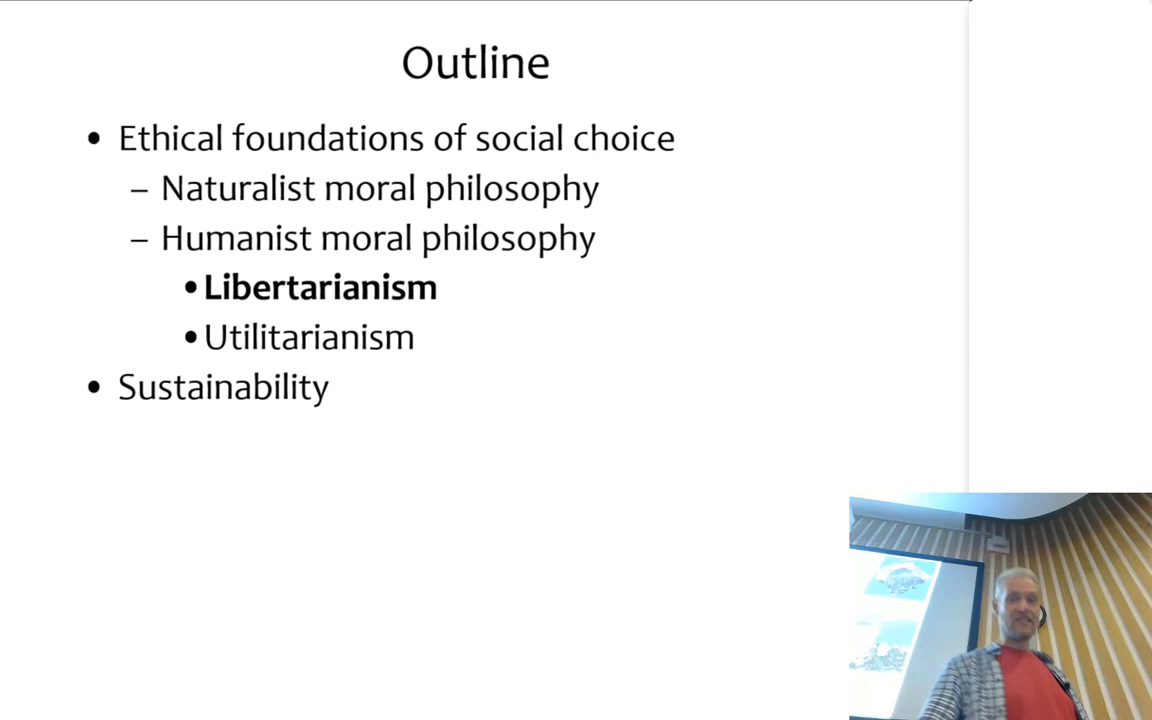 Outline
• Ethical foundations of social choice
– Naturalist moral philosophy
– Humanist moral philosophy
• Libertarianism
• Utilitarianism
• Sustainability